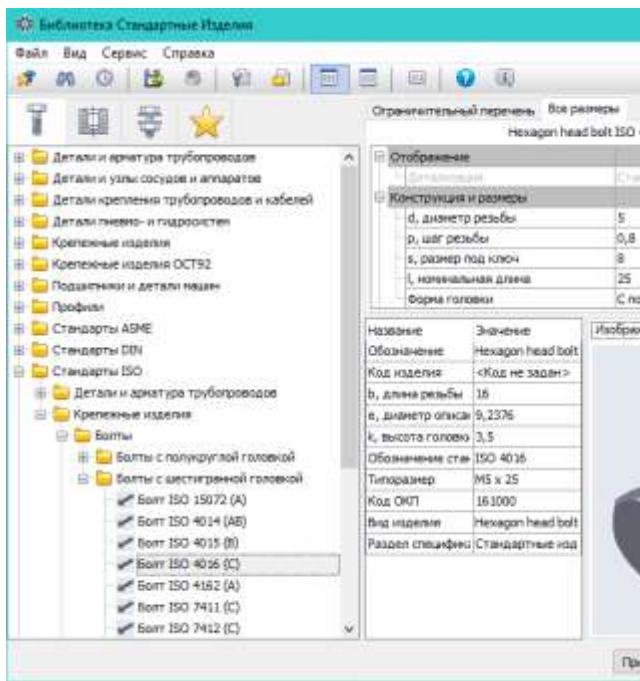 Библиотека Стандартные Изделия
Файл Вид Сервис Справка
Ограничительный перечень Все размеры
Hexagon head bolt ISO
Отображение
Детализация
Конструкция и размеры
d, диаметр резьбы 5
p, шаг резьбы 0,8
s, размер под ключ 8
l, номинальная длина 25
Форма головки С по
Детали и арматура трубопроводов
Детали и узлы сосудов и аппаратов
Детали крепления трубопроводов и кабелей
Детали пневмо- и гидросистем
Крепежные изделия
Крепежные изделия ОСТ92
Подшипники и детали машин
Профили
Стандарты ASME
Стандарты DIN
Стандарты ISO
Детали и арматура трубопроводов
Крепежные изделия
Болты
Болты с полукруглой головкой
Болты с шестигранной головкой
Болт ISO 15072 (A)
Болт ISO 4014 (AB)
Болт ISO 4015 (B)
Болт ISO 4016 (C)
Болт ISO 4162 (A)
Болт ISO 7411 (C)
Болт ISO 7412 (C)
Название Значение
Обозначение Hexagon head bolt
Код изделия <Код не задан>
b, длина резьбы 16
e, диаметр описан 9,2376
k, высота головки 3,5
Обозначение стан ISO 4016
Типоразмер M5 x 25
Код ОКП 161000
Вид изделия Hexagon head bolt
Раздел специфик Стандартные изд
Изображ
Пр